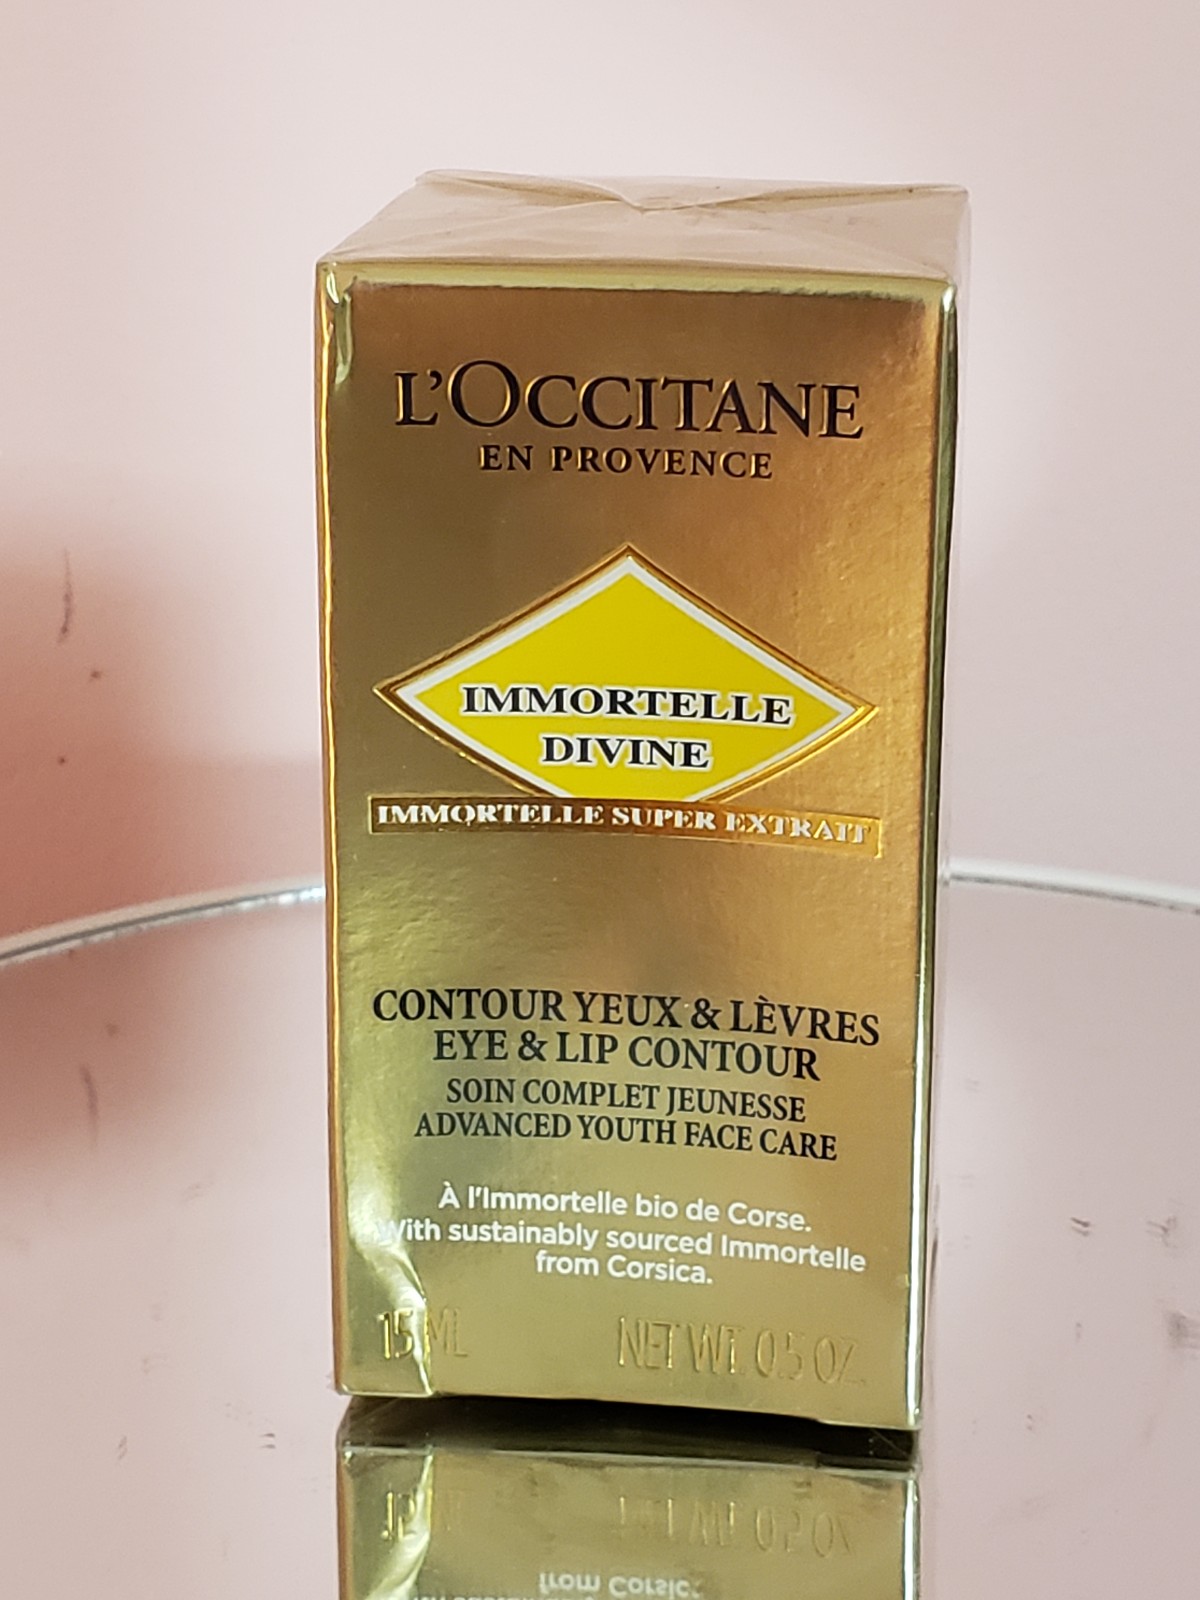 L'OCCITANE
EN PROVENCE
IMMORTELLE
DIVINE
IMMORTELLE SUPER EXTRAIT
CONTOUR YEUX & LÈVRES
EYE & LIP CONTOUR
SOIN COMPLET JEUNESSE
ADVANCED YOUTH FACE CARE
À l'Immortelle bio de Corse.
With sustainably sourced Immortelle
from Corsica.
15 ML NET WT. 0.5 OZ.